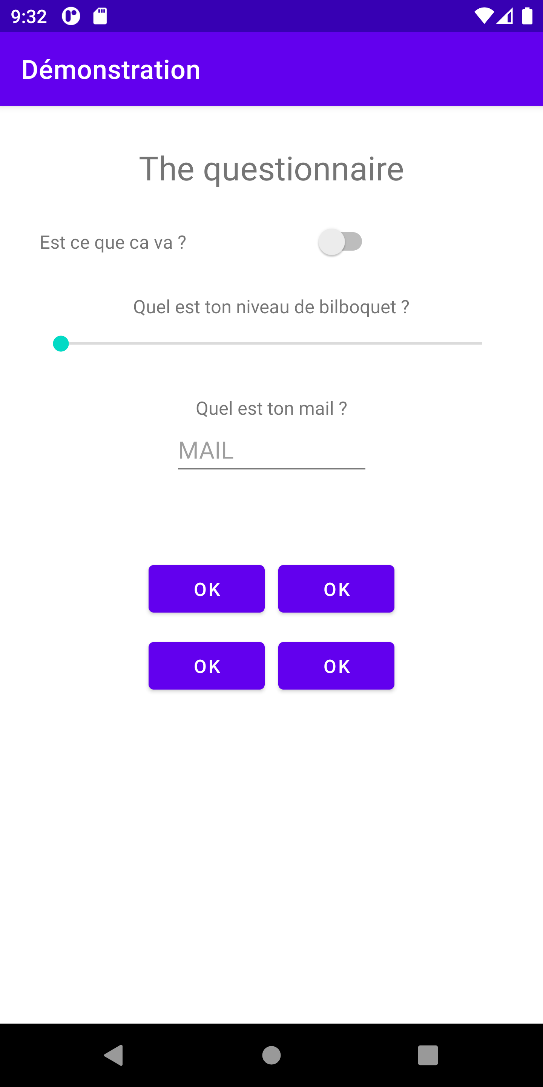 9:32
Démonstration
The questionnaire
Est ce que ca va ?
Quel est ton niveau de bilboquet ?
Quel est ton mail ?
MAIL
OK OK
OK OK